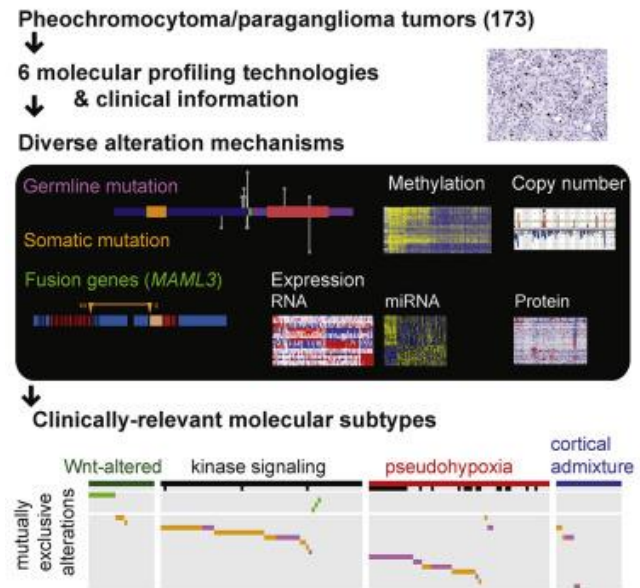 Pheochromocytoma/paraganglioma tumors (173)
6 molecular profiling technologies
& clinical information
Diverse alteration mechanisms
Germline mutation
Somatic mutation
Fusion genes (MAML3)
Methylation
Copy number
Expression
RNA
miRNA
Protein
Clinically-relevant molecular subtypes
Wnt-altered
kinase signaling
pseudohypoxia
cortical
admixture
mutually
exclusive
alterations